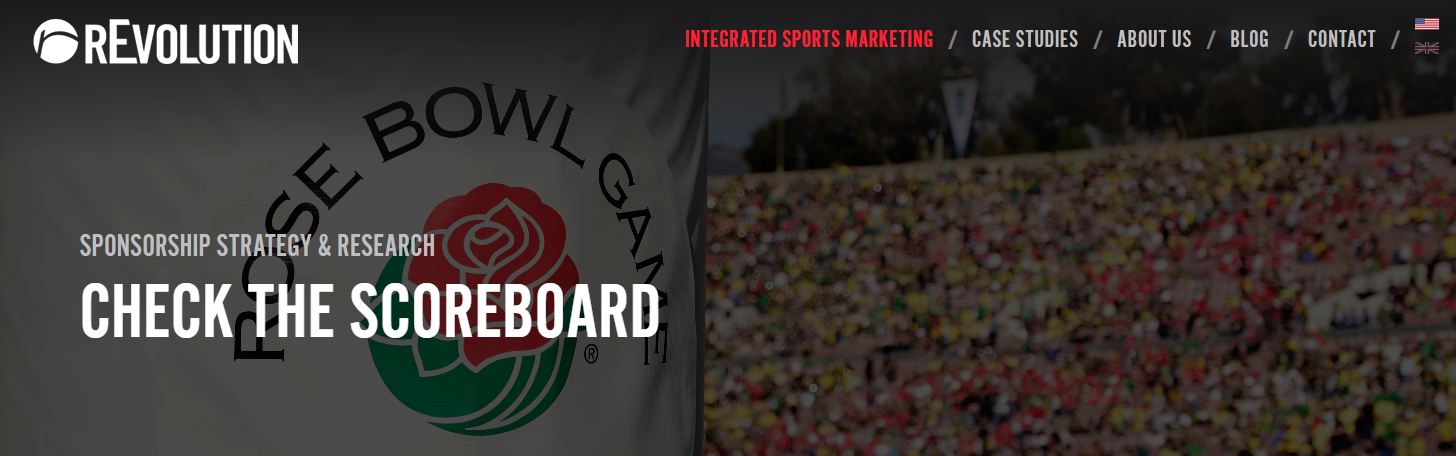 rEvolution
INTEGRATED SPORTS MARKETING / CASE STUDIES / ABOUT US / BLOG / CONTACT /
ROSE BOWL GAME
®
SPONSORSHIP STRATEGY & RESEARCH
CHECK THE SCOREBOARD